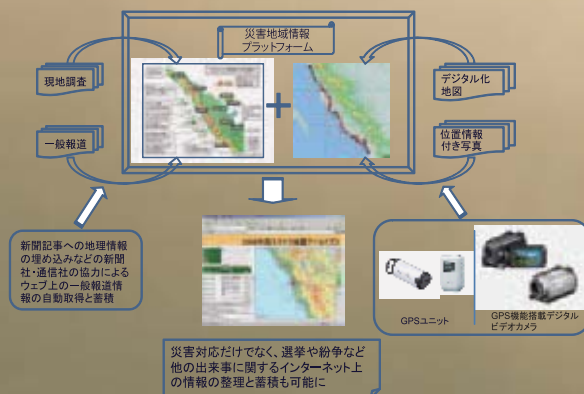 災害地域情報
プラットフォーム
現地調査
一般報道
デジタル化
地図
位置情報
付き写真
新聞記事への地理情報
の埋め込みなどの新聞
社・通信社の協力による
ウェブ上の一般報道情
報の自動取得と蓄積
GPSユニット
GPS機能搭載デジタル
ビデオカメラ
災害対応だけでなく、選挙や紛争など
他の出来事に関するインターネット上
の情報の整理と蓄積も可能に